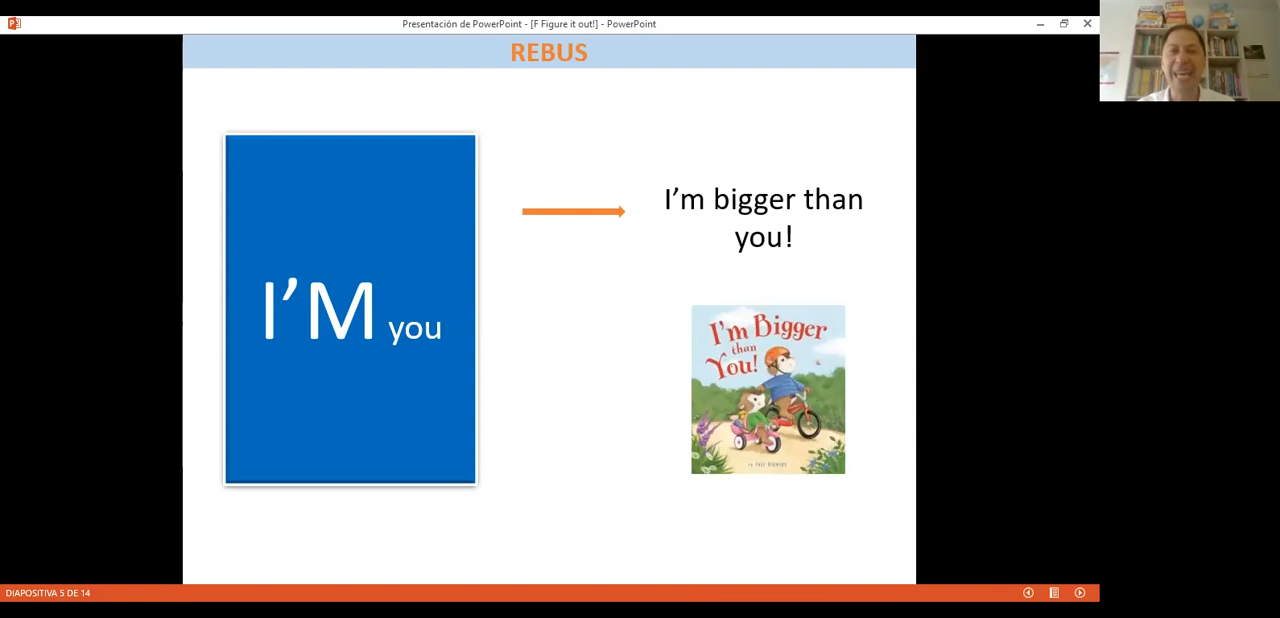 Presentación de PowerPoint - [F Figure it out!] - PowerPoint
REBUS
I'M you
I'm bigger than
you!
I'm Bigger
than
You!
DIAPOSITIVA 5 DE 14